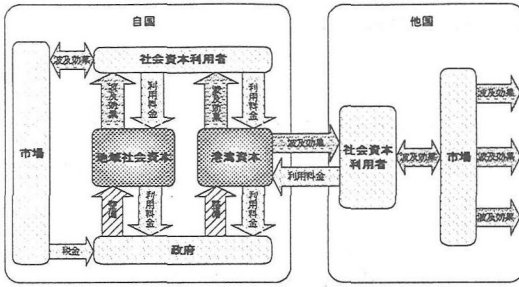 自国
他国
波及効果
社会資本利用者
波及効果
利用料金
波及効果
利用料金
波及効果
市場
地域社会資本
港湾資本
波及効果
社会資本
利用者
波及効果
市場
波及効果
利用料金
整備
利用料金
整備
利用料金
税金
政府
波及効果